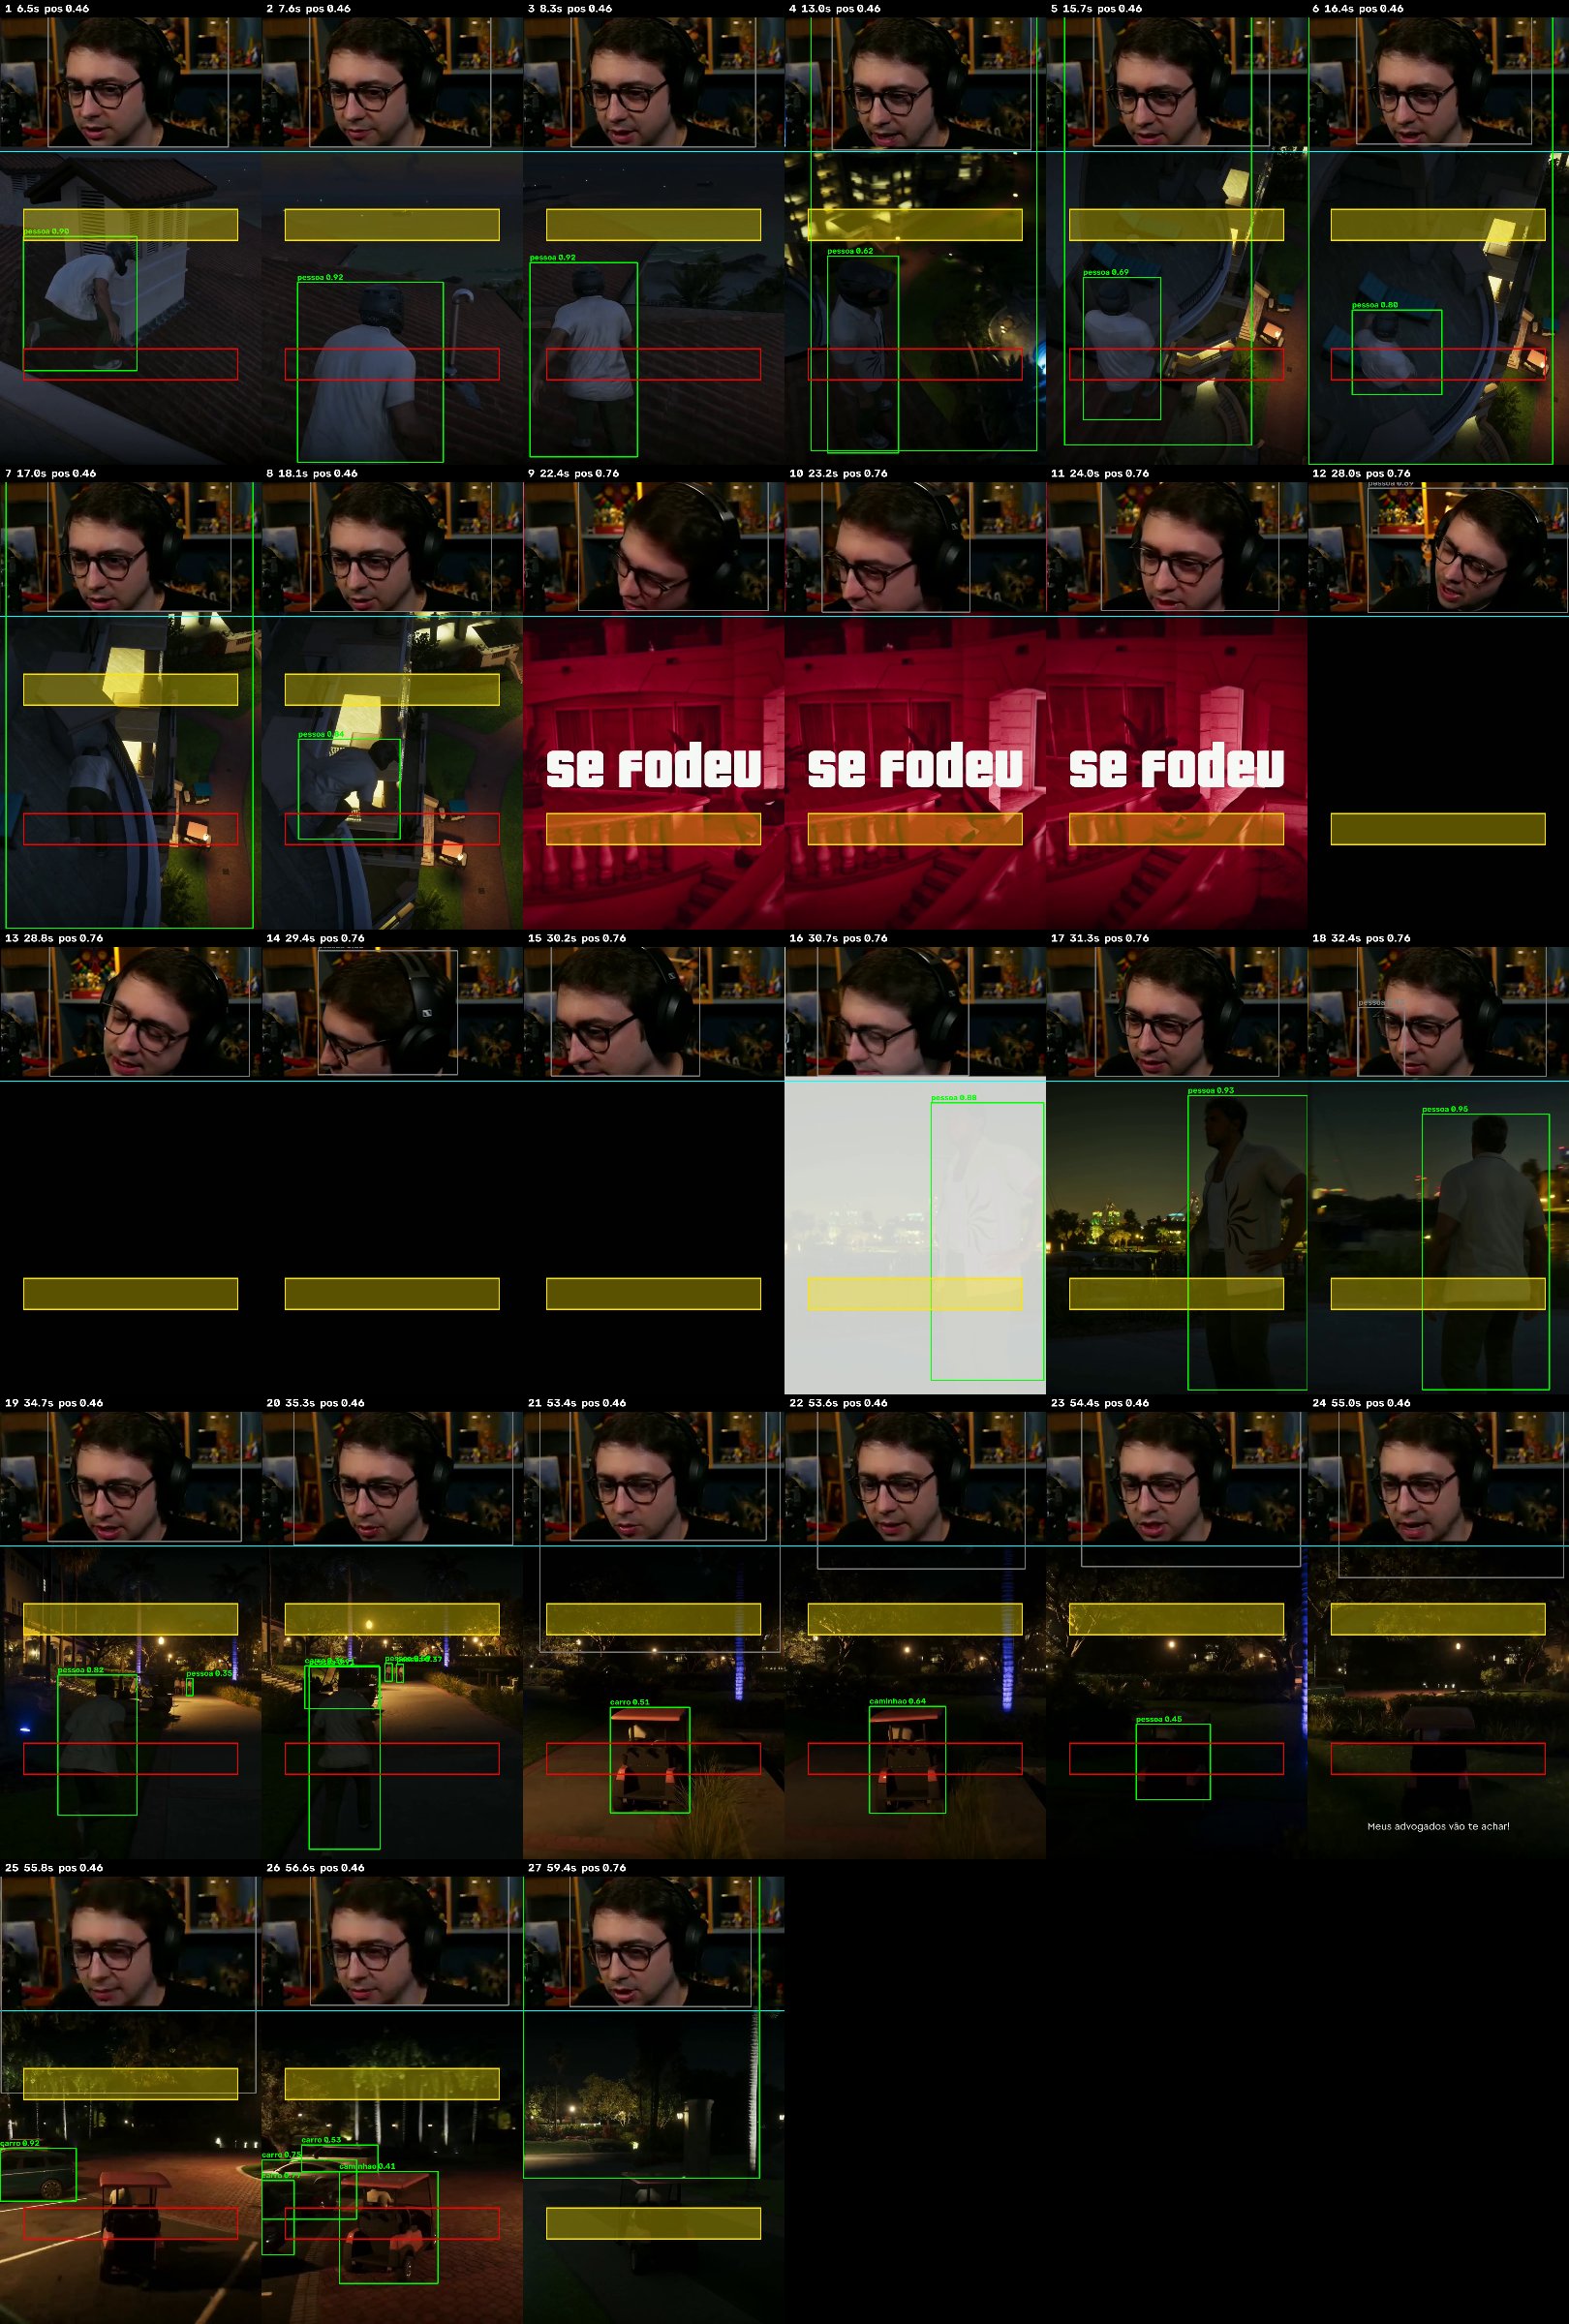 1 6.5s pos 0.46
2 7.6s pos 0.46
3 8.3s pos 0.46
4 13.0s pos 0.46
5 15.7s pos 0.46
6 16.4s pos 0.46
pessoa 0.90
pessoa 0.92
pessoa 0.92
pessoa 0.62
pessoa 0.69
pessoa 0.80
7 17.0s pos 0.46
8 18.1s pos 0.46
9 22.4s pos 0.76
10 23.2s pos 0.76
11 24.0s pos 0.76
12 28.0s pos 0.76
pessoa 0.84
se fodeu
se fodeu
se fodeu
13 28.8s pos 0.76
14 29.4s pos 0.76
15 30.2s pos 0.76
16 30.7s pos 0.76
17 31.3s pos 0.76
18 32.4s pos 0.76
pessoa
pessoa 0.88
pessoa 0.93
pessoa 0.95
19 34.7s pos 0.46
20 35.3s pos 0.46
21 53.4s pos 0.46
22 53.6s pos 0.46
23 54.4s pos 0.46
24 55.0s pos 0.46
pessoa 0.82
pessoa 0.35
carro 0.51
caminhao 0.64
pessoa 0.45
Meus advogados vão te achar!
25 55.8s pos 0.46
26 56.6s pos 0.46
27 59.4s pos 0.76
carro 0.92
carro 0.53
carro 0.75
caminhao 0.41